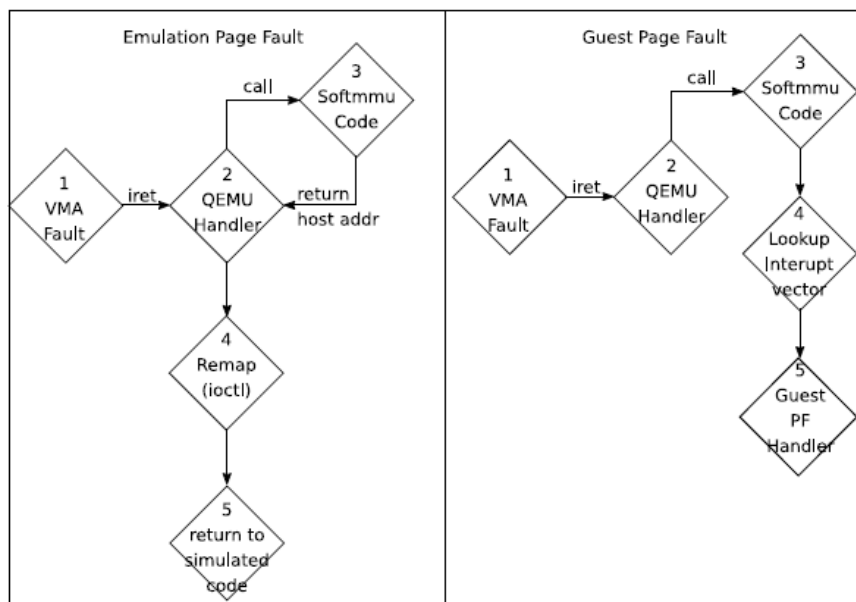 Emulation Page Fault
3
Softmmu
Code
call
2
QEMU
Handler
1
VMA
Fault
iret
return
host addr
4
Remap
(ioctl)
5
return to
simulated
code
Guest Page Fault
3
Softmmu
Code
call
2
QEMU
Handler
1
VMA
Fault
iret
4
Lookup
Interupt
vector
5
Guest
PF
Handler